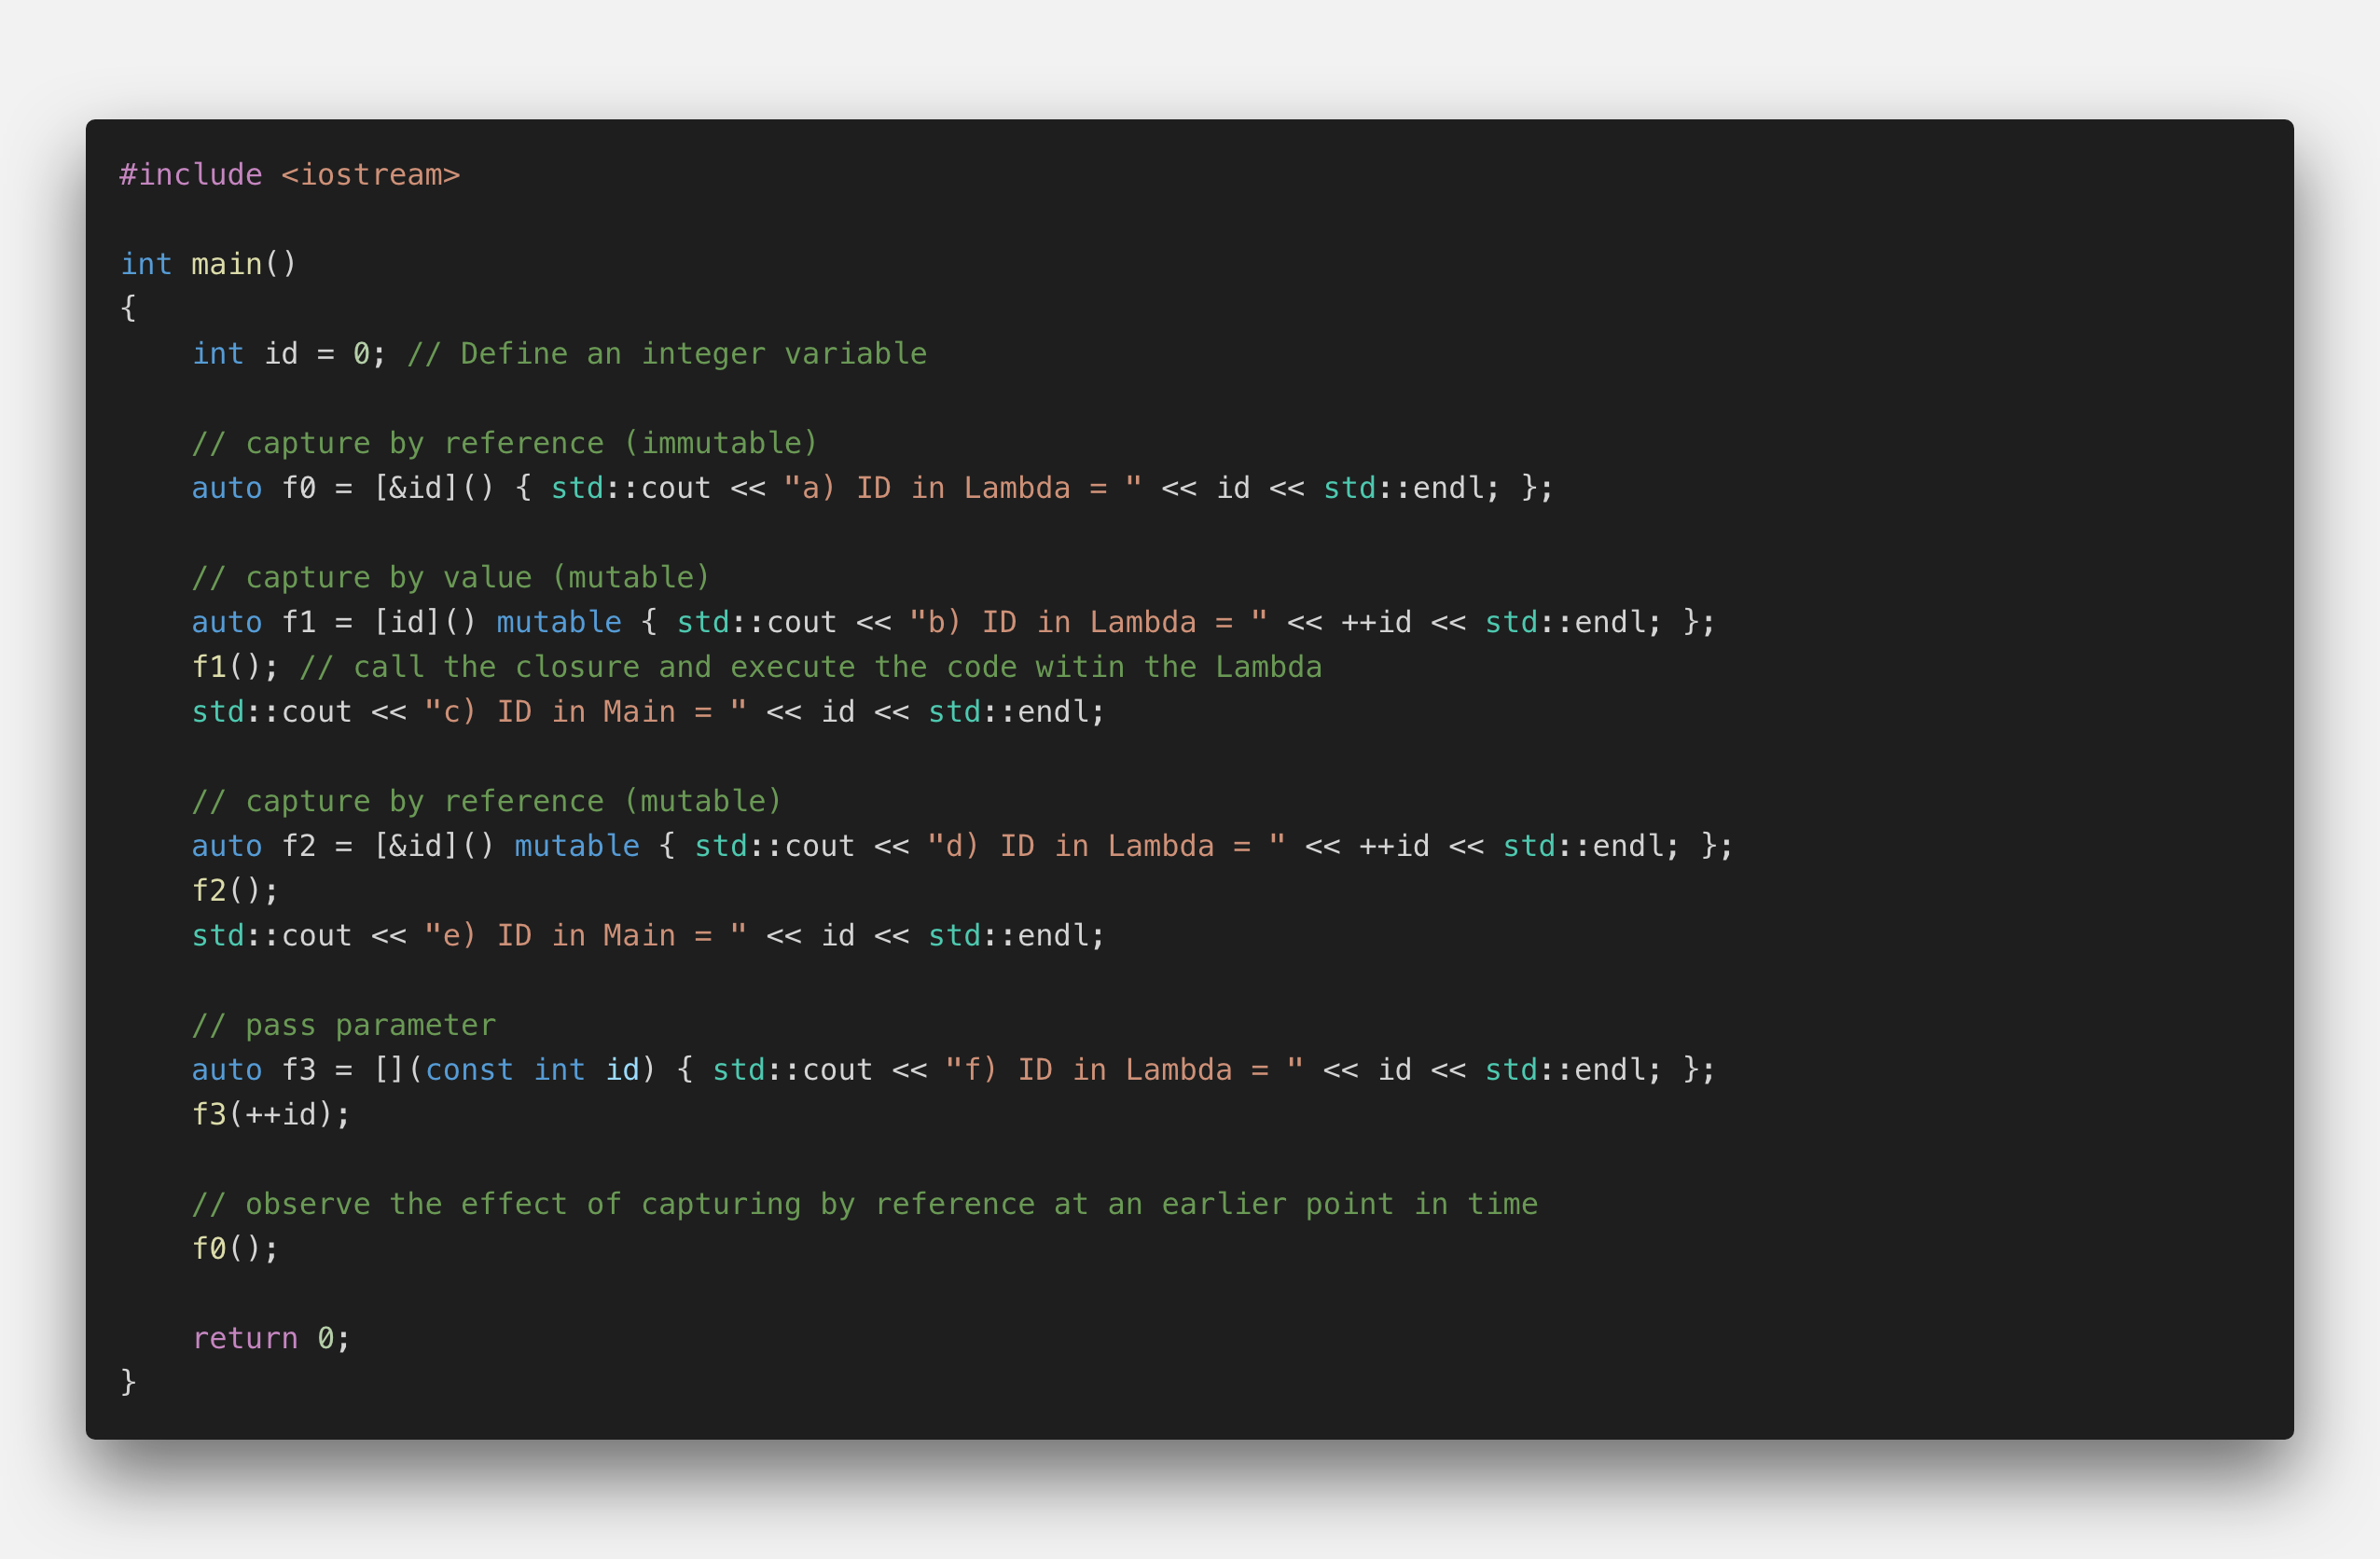 #include <iostream>

int main()
{
    int id = 0; // Define an integer variable

    // capture by reference (immutable)
    auto f0 = [&id]() { std::cout << "a) ID in Lambda = " << id << std::endl; };

    // capture by value (mutable)
    auto f1 = [id]() mutable { std::cout << "b) ID in Lambda = " << ++id << std::endl; };
    f1(); // call the closure and execute the code witin the Lambda
    std::cout << "c) ID in Main = " << id << std::endl;

    // capture by reference (mutable)
    auto f2 = [&id]() mutable { std::cout << "d) ID in Lambda = " << ++id << std::endl; };
    f2();
    std::cout << "e) ID in Main = " << id << std::endl;

    // pass parameter
    auto f3 = [](const int id) { std::cout << "f) ID in Lambda = " << id << std::endl; };
    f3(++id);

    // observe the effect of capturing by reference at an earlier point in time
    f0();

    return 0;
}